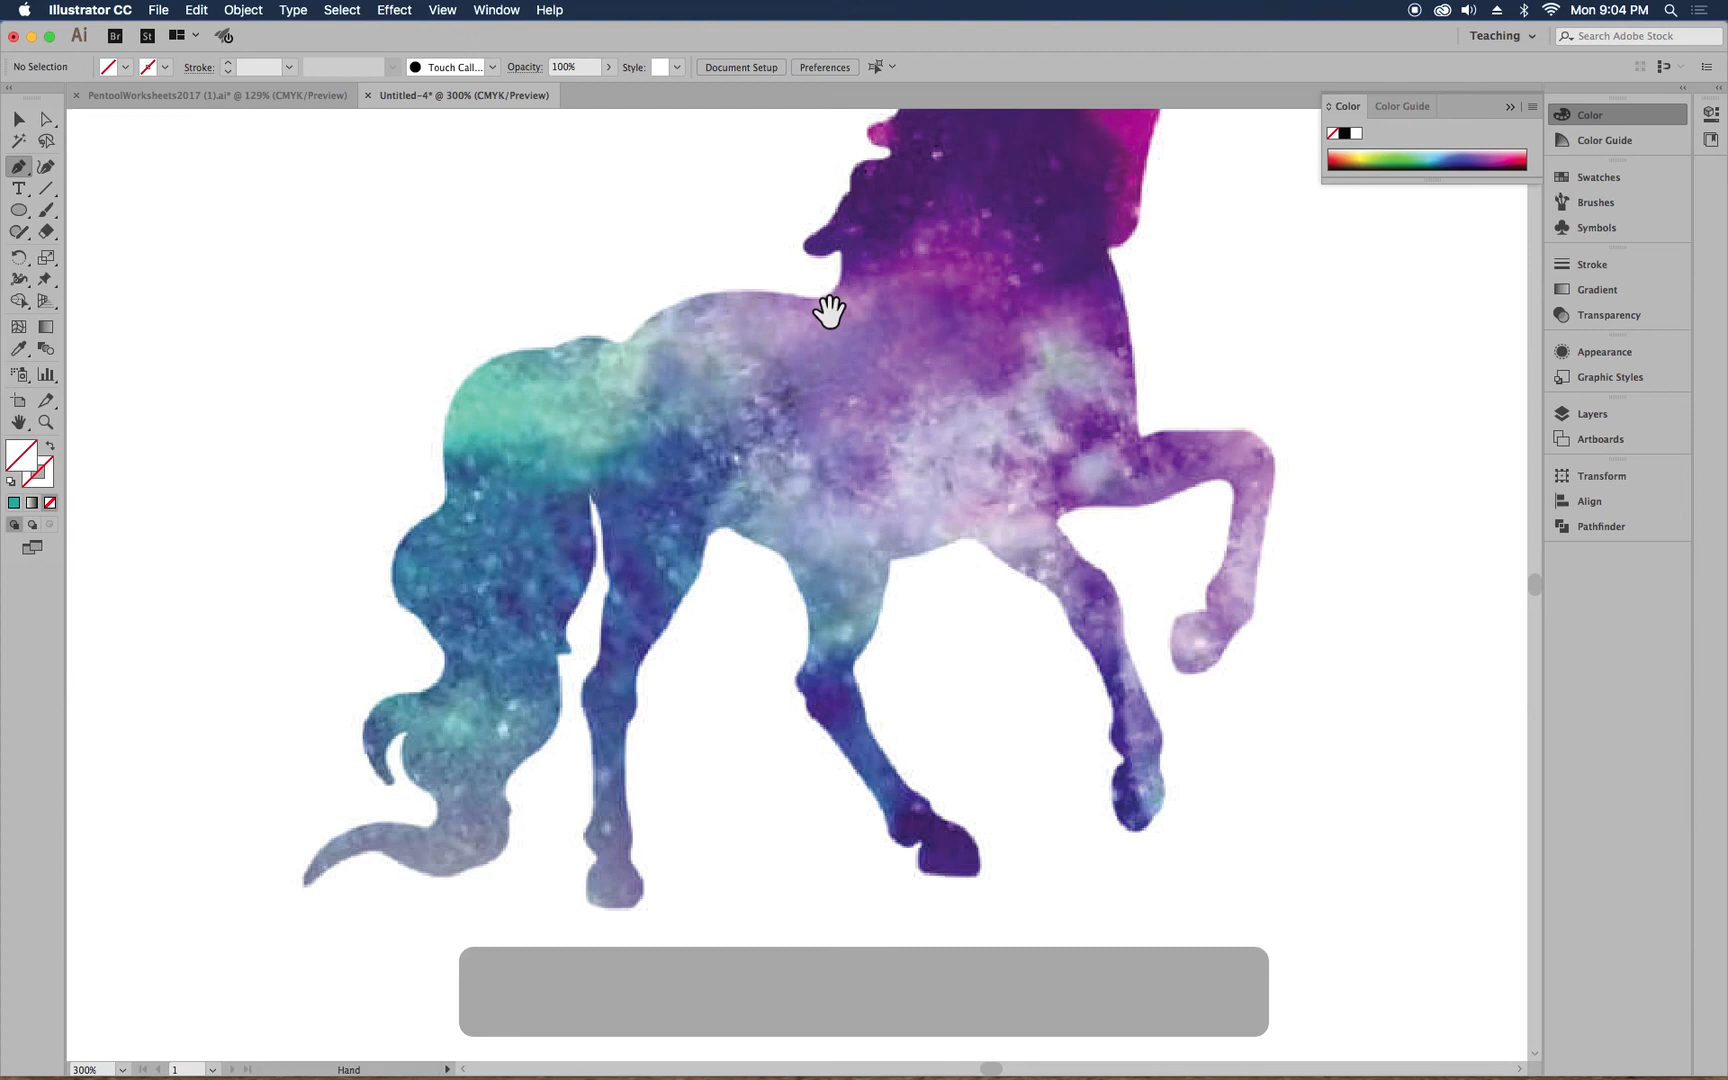 Illustrator CC File Edit Object Type Select Effect View Window Help Mon 9:04 PM
Ai Br St Teaching Search Adobe Stock
No Selection Stroke: Touch Call... Opacity: 100% Style: Document Setup Preferences
PentoolWorksheets2017 (1).ai* @ 129% (CMYK/Preview) Untitled-4* @ 300% (CMYK/Preview)
Color Color Guide
Color
Color Guide
Swatches
Brushes
Symbols
Stroke
Gradient
Transparency
Appearance
Graphic Styles
Layers
Artboards
Transform
Align
Pathfinder
300% 1 Hand